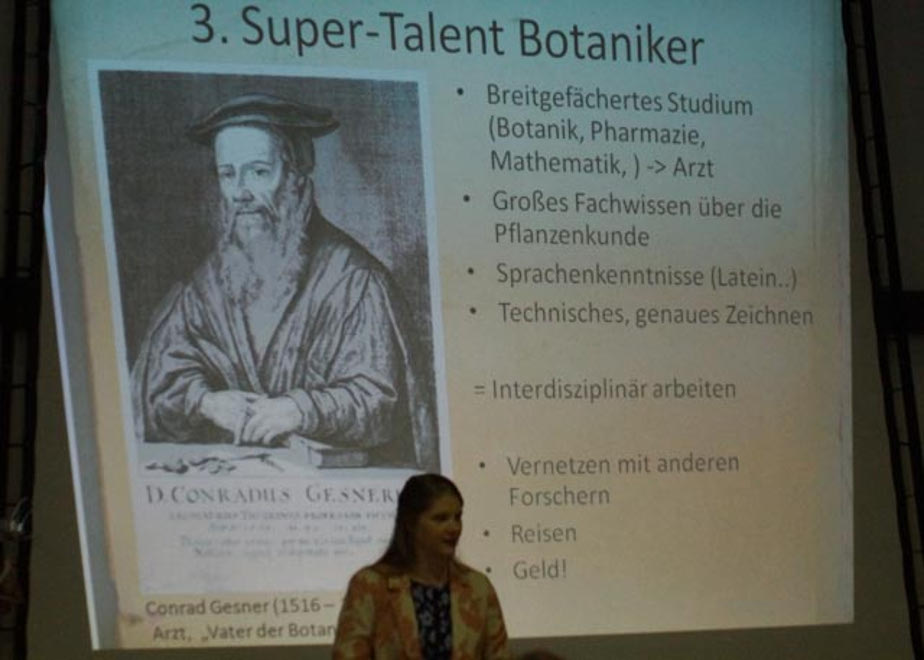 3. Super-Talent Botaniker
• Breitgefächertes Studium
(Botanik, Pharmazie,
Mathematik, ) -> Arzt
• Großes Fachwissen über die
Pflanzenkunde
• Sprachenkenntnisse (Latein..)
• Technisches, genaues Zeichnen
= Interdisziplinär arbeiten
• Vernetzen mit anderen
Forschern
• Reisen
• Geld!
D. CONRADUS GESNER
Conrad Gesner (1516 –
Arzt, „Vater der Botan